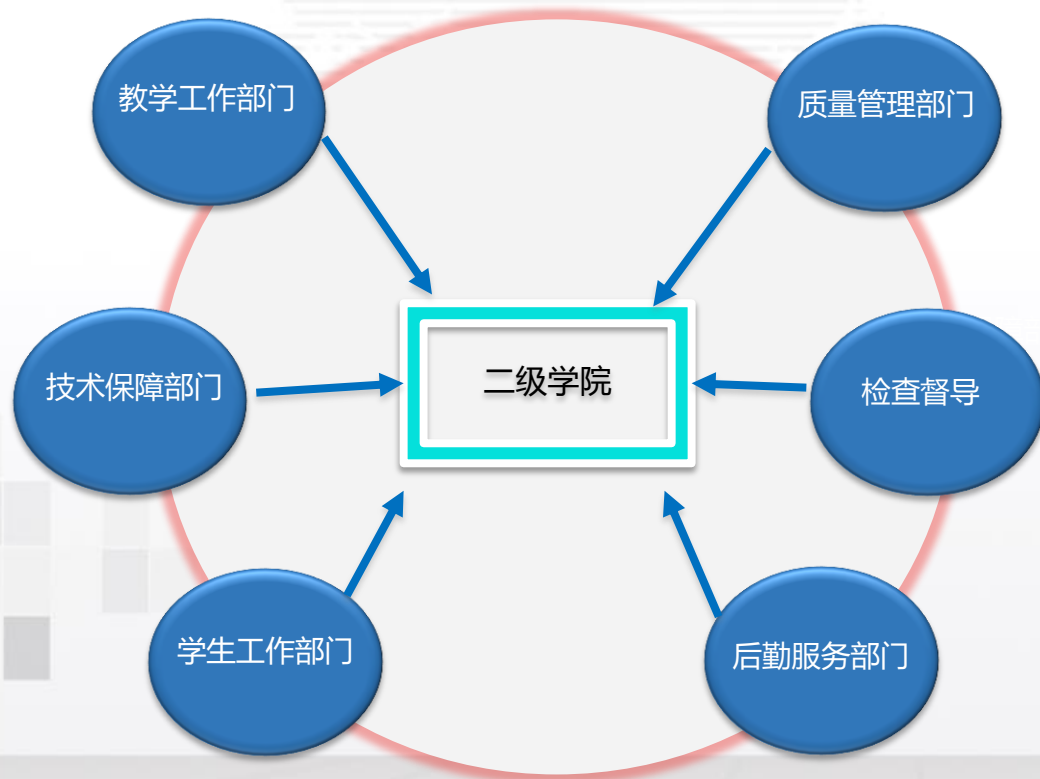 教学工作部门
质量管理部门
技术保障部门
二级学院
检查督导
学生工作部门
后勤服务部门